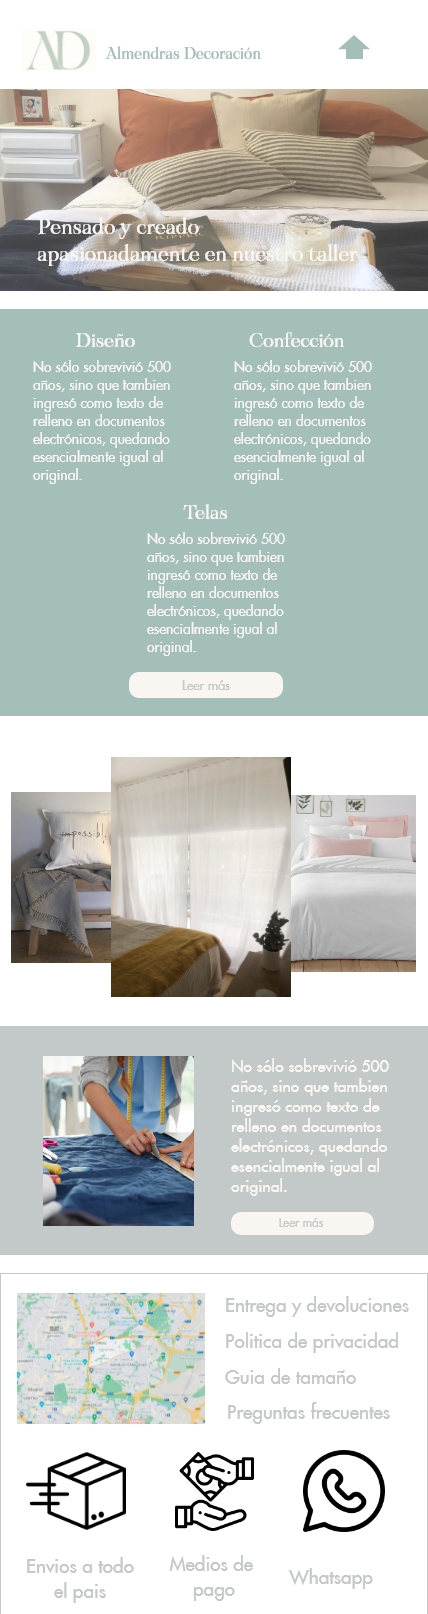 AD
Almendras Decoración
Pensado y creado
apasionadamente en nuestro taller
Diseño
No sólo sobrevivió 500
años, sino que tambien
ingresó como texto de
relleno en documentos
electrónicos, quedando
esencialmente igual al
original.
Confección
No sólo sobrevivió 500
años, sino que tambien
ingresó como texto de
relleno en documentos
electrónicos, quedando
esencialmente igual al
original.
Telas
No sólo sobrevivió 500
años, sino que tambien
ingresó como texto de
relleno en documentos
electrónicos, quedando
esencialmente igual al
original.
Leer más
No sólo sobrevivió 500
años, sino que tambien
ingresó como texto de
relleno en documentos
electrónicos, quedando
esencialmente igual al
original.
Leer más
Entrega y devoluciones
Politica de privacidad
Guia de tamaño
Preguntas frecuentes
Madrid
Envios a todo
el pais
Medios de
pago
Whatsapp